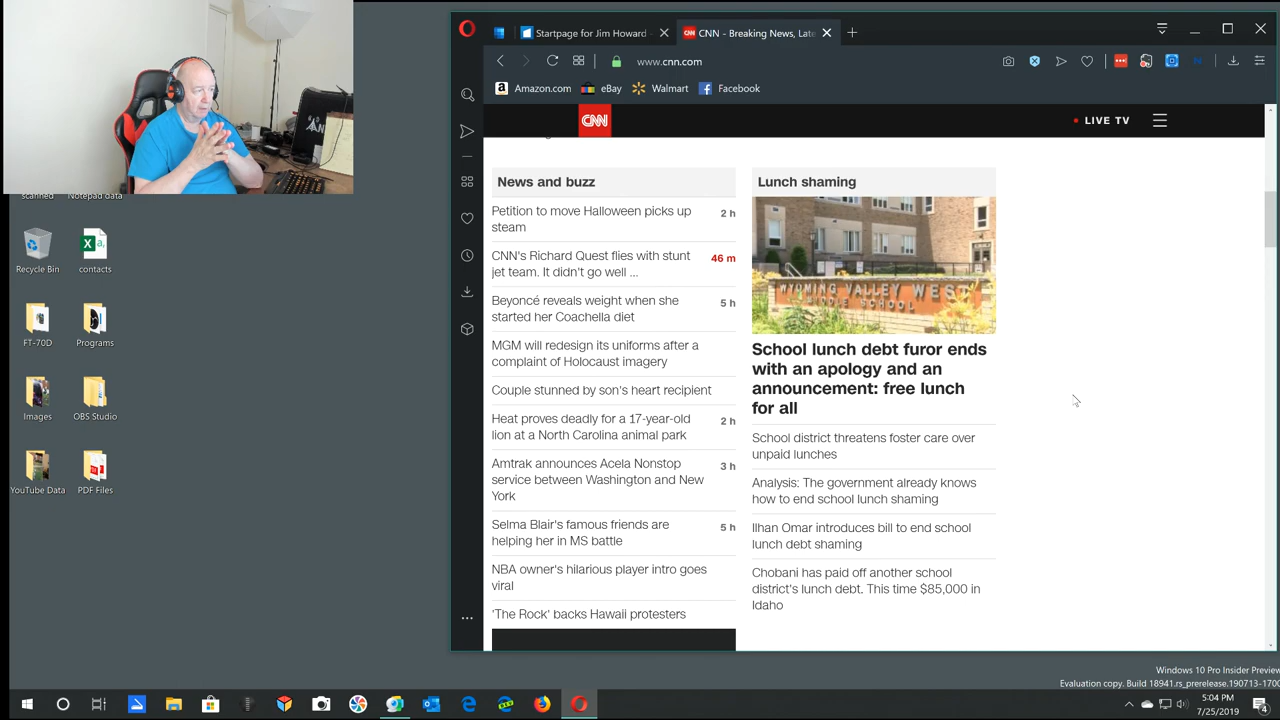 Startpage for Jim Howard -
CNN - Breaking News, Late
www.cnn.com
Amazon.com
eBay
Walmart
Facebook
CNN
LIVE TV
News and buzz
Petition to move Halloween picks up
steam
2 h
CNN's Richard Quest flies with stunt
jet team. It didn't go well ...
46 m
Beyoncé reveals weight when she
started her Coachella diet
5 h
MGM will redesign its uniforms after a
complaint of Holocaust imagery
Couple stunned by son's heart recipient
Heat proves deadly for a 17-year-old
lion at a North Carolina animal park
2 h
Amtrak announces Acela Nonstop
service between Washington and New
York
3 h
Selma Blair's famous friends are
helping her in MS battle
5 h
NBA owner's hilarious player intro goes
viral
'The Rock' backs Hawaii protesters
Lunch shaming
WYOMING VALLEY WEST
MIDDLE SCHOOL
School lunch debt furor ends
with an apology and an
announcement: free lunch
for all
School district threatens foster care over
unpaid lunches
Analysis: The government already knows
how to end school lunch shaming
Ilhan Omar introduces bill to end school
lunch debt shaming
Chobani has paid off another school
district's lunch debt. This time $85,000 in
Idaho
scanned
Notepad data
Recycle Bin
contacts
FT-70D
Programs
Images
OBS Studio
YouTube Data
PDF Files
Windows 10 Pro Insider Preview
Evaluation copy. Build 18941.rs_prerelease.190713-1700
5:04 PM
7/25/2019
4